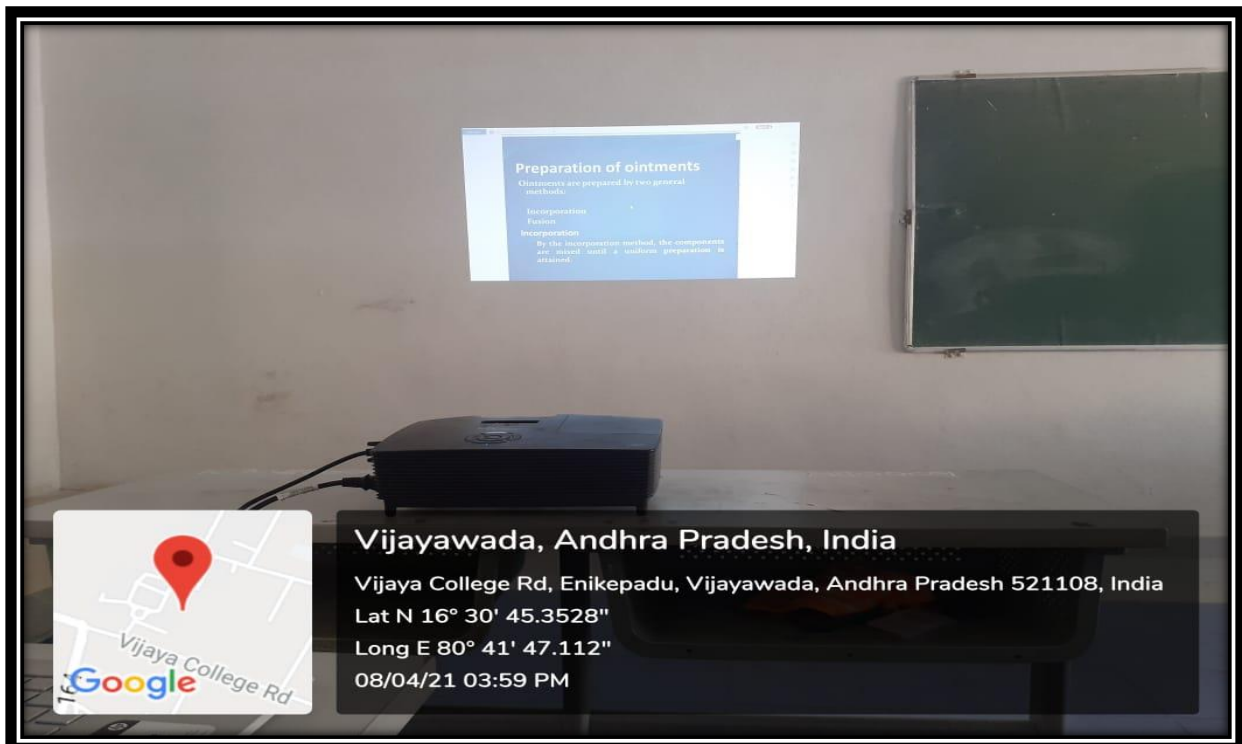 Preparation of ointments
Ointments are prepared by two general
methods:
Incorporation
Fusion
Incorporation
By the incorporation method, the components
are mixed until a uniform preparation is
attained.
Vijayawada, Andhra Pradesh, India
Vijaya College Rd, Enikepadu, Vijayawada, Andhra Pradesh 521108, India
Lat N 16° 30' 45.3528"
Long E 80° 41' 47.112"
08/04/21 03:59 PM
Vijaya College Rd
Google